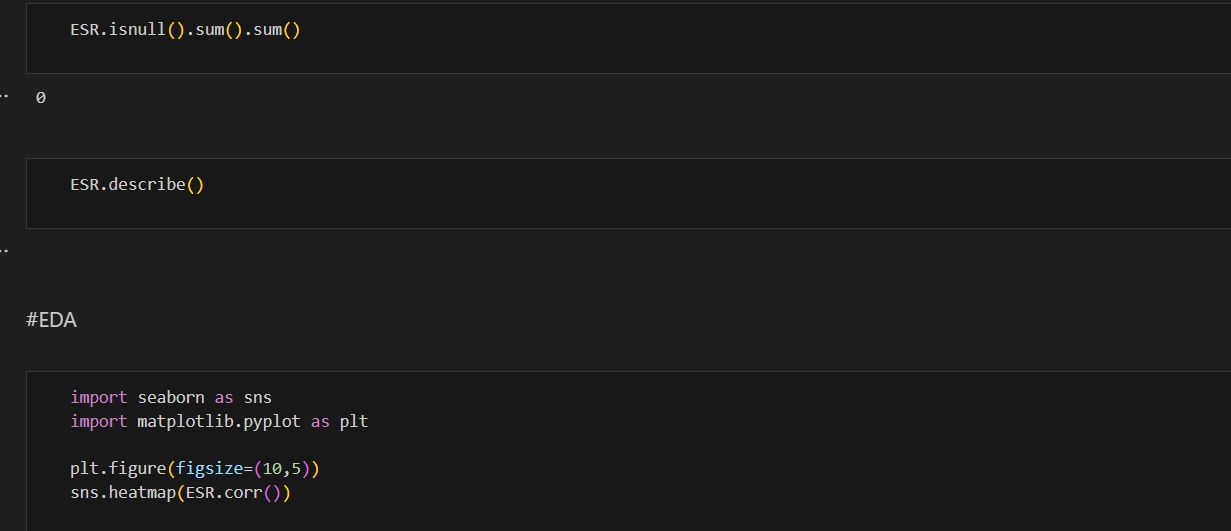 ESR.isnull().sum().sum()
0
ESR.describe()
#EDA
import seaborn as sns
import matplotlib.pyplot as plt
plt.figure(figsize=(10,5))
sns.heatmap(ESR.corr())